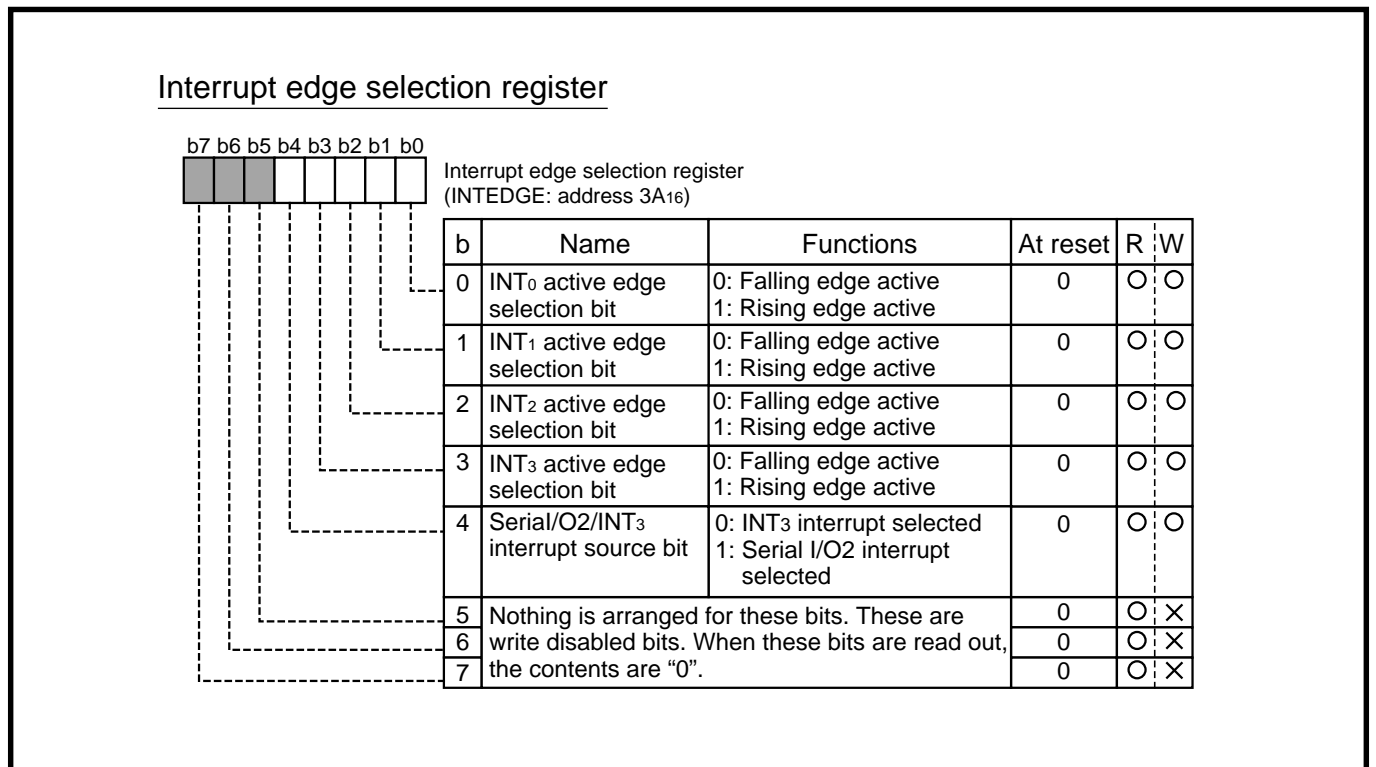 Interrupt edge selection register
b7 b6 b5 b4 b3 b2 b1 b0
Interrupt edge selection register
(INTEDGE: address 3A16)
b Name Functions At reset R W
0 INT0 active edge selection bit 0: Falling edge active 0 O O
1: Rising edge active
1 INT1 active edge selection bit 0: Falling edge active 0 O O
1: Rising edge active
2 INT2 active edge selection bit 0: Falling edge active 0 O O
1: Rising edge active
3 INT3 active edge selection bit 0: Falling edge active 0 O O
1: Rising edge active
4 Serial/O2/INT3 interrupt source bit 0: INT3 interrupt selected 0 O O
1: Serial I/O2 interrupt
selected
5 Nothing is arranged for these bits. These are 0 O ×
6 write disabled bits. When these bits are read out, 0 O ×
7 the contents are “0”. 0 O ×